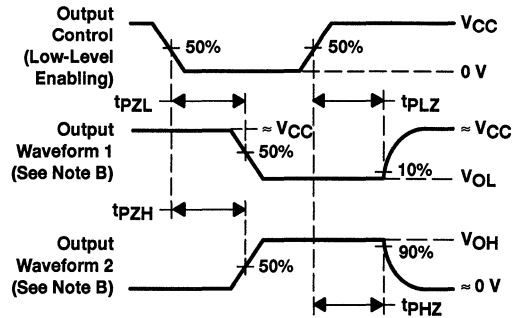 Output
Control
(Low-Level
Enabling)
50%
50%
VCC
0 V
tPZL
tPLZ
Output
Waveform 1
(See Note B)
≈ VCC
50%
≈ VCC
10%
VOL
tPZH
Output
Waveform 2
(See Note B)
50%
VOH
90%
≈ 0 V
tPHZ